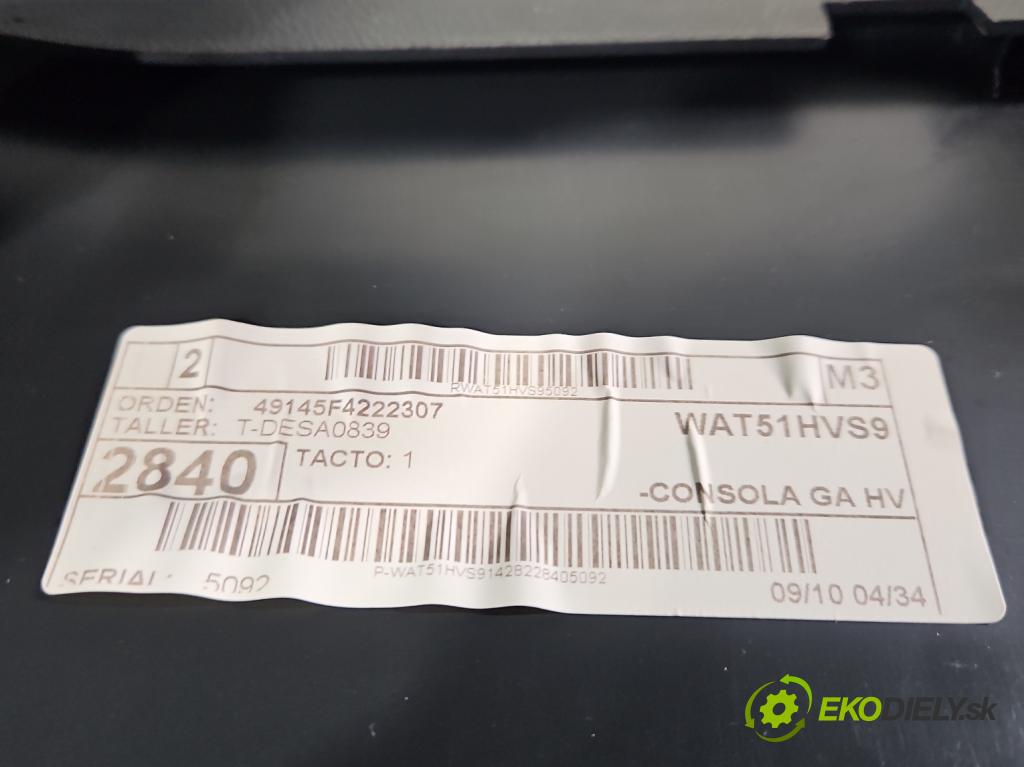 2
M3
RWAT51HVS95092
ORDEN: 49145F4222307
TALLER: T-DESA0839
WAT51HVS9
2840
TACTO: 1
-CONSOLA GA HV
P-WAT51HVS91428228405092
SERIAL: 5092
09/10 04/34
EKODIELY.sk